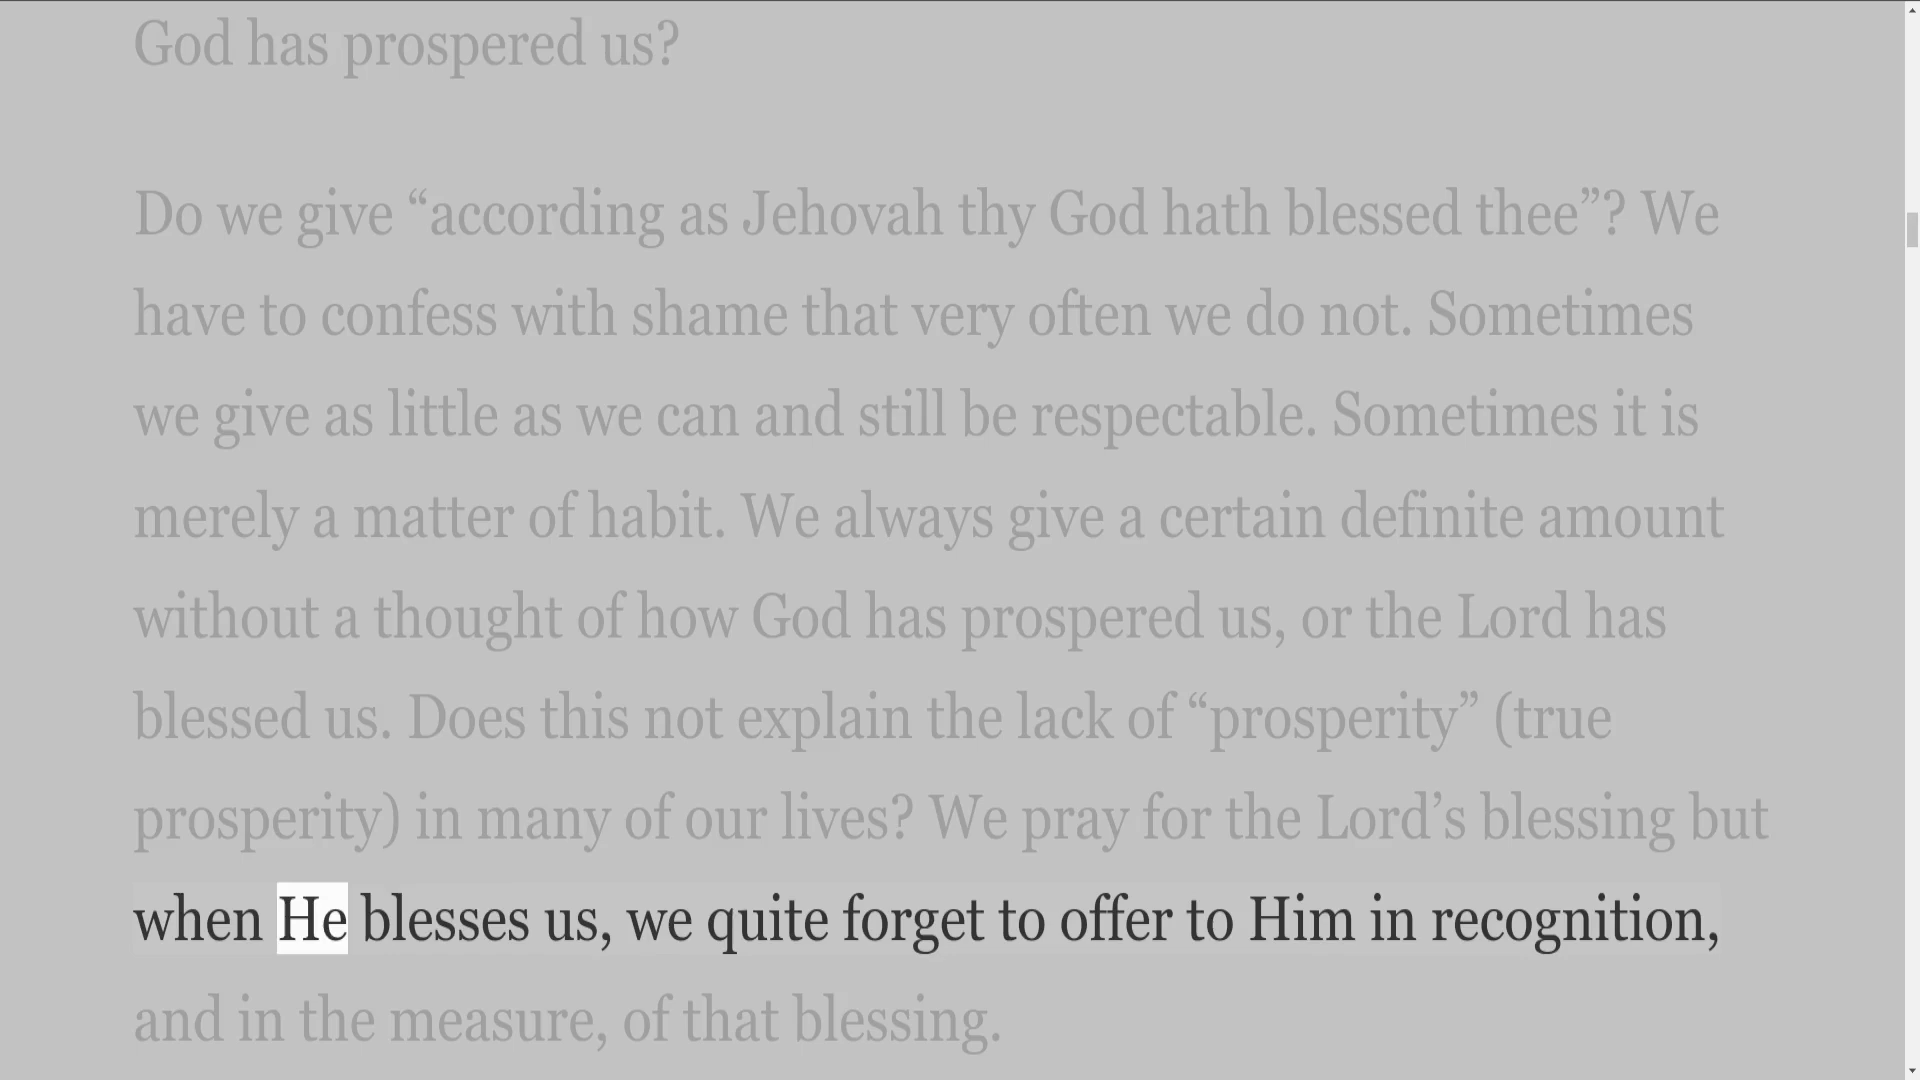 God has prospered us?
Do we give “according as Jehovah thy God hath blessed thee”? We
have to confess with shame that very often we do not. Sometimes
we give as little as we can and still be respectable. Sometimes it is
merely a matter of habit. We always give a certain definite amount
without a thought of how God has prospered us, or the Lord has
blessed us. Does this not explain the lack of “prosperity” (true
prosperity) in many of our lives? We pray for the Lord’s blessing but
when He blesses us, we quite forget to offer to Him in recognition,
and in the measure, of that blessing.